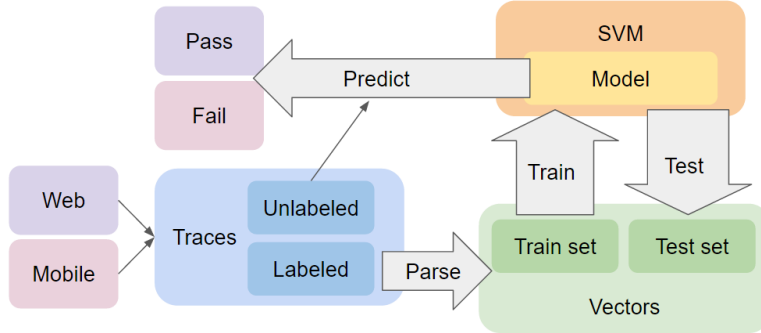 Pass
Fail
Predict
SVM
Model
Train
Test
Web
Mobile
Traces
Unlabeled
Labeled
Parse
Train set
Test set
Vectors